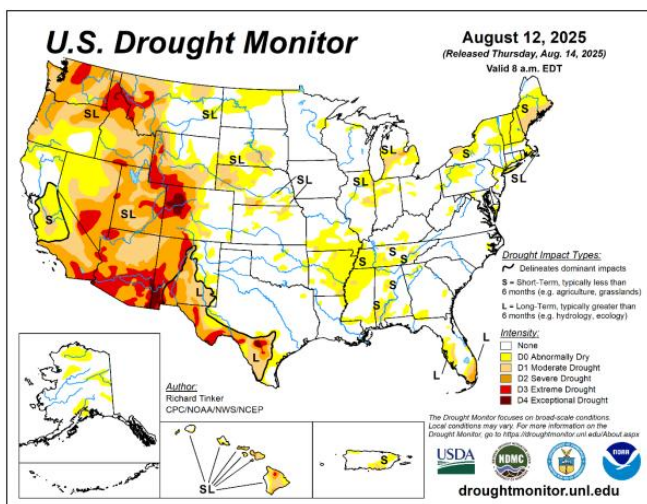 U.S. Drought Monitor
August 12, 2025
(Released Thursday, Aug. 14, 2025)
Valid 8 a.m. EDT
SL
SL
SL
SL
SL
SL
SL
SL
S
S
S
S
S
S
L
L
L
L
Drought Impact Types:
Delineates dominant impacts
S = Short-Term, typically less than
6 months (e.g. agriculture, grasslands)
L = Long-Term, typically greater than
6 months (e.g. hydrology, ecology)
Intensity:
None
D0 Abnormally Dry
D1 Moderate Drought
D2 Severe Drought
D3 Extreme Drought
D4 Exceptional Drought
Author:
Richard Tinker
CPC/NOAA/NWS/NCEP
SL
S
The Drought Monitor focuses on broad-scale conditions.
Local conditions may vary. For more information on the
Drought Monitor, go to https://droughtmonitor.unl.edu/About.aspx
USDA
NDMC
NOAA
droughtmonitor.unl.edu